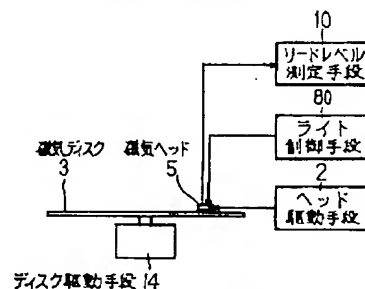 10
リードレベル
測定手段
80
ライト
制御手段
2
ヘッド
駆動手段
磁気ディスク
3
磁気ヘッド
5
ディスク駆動手段 14